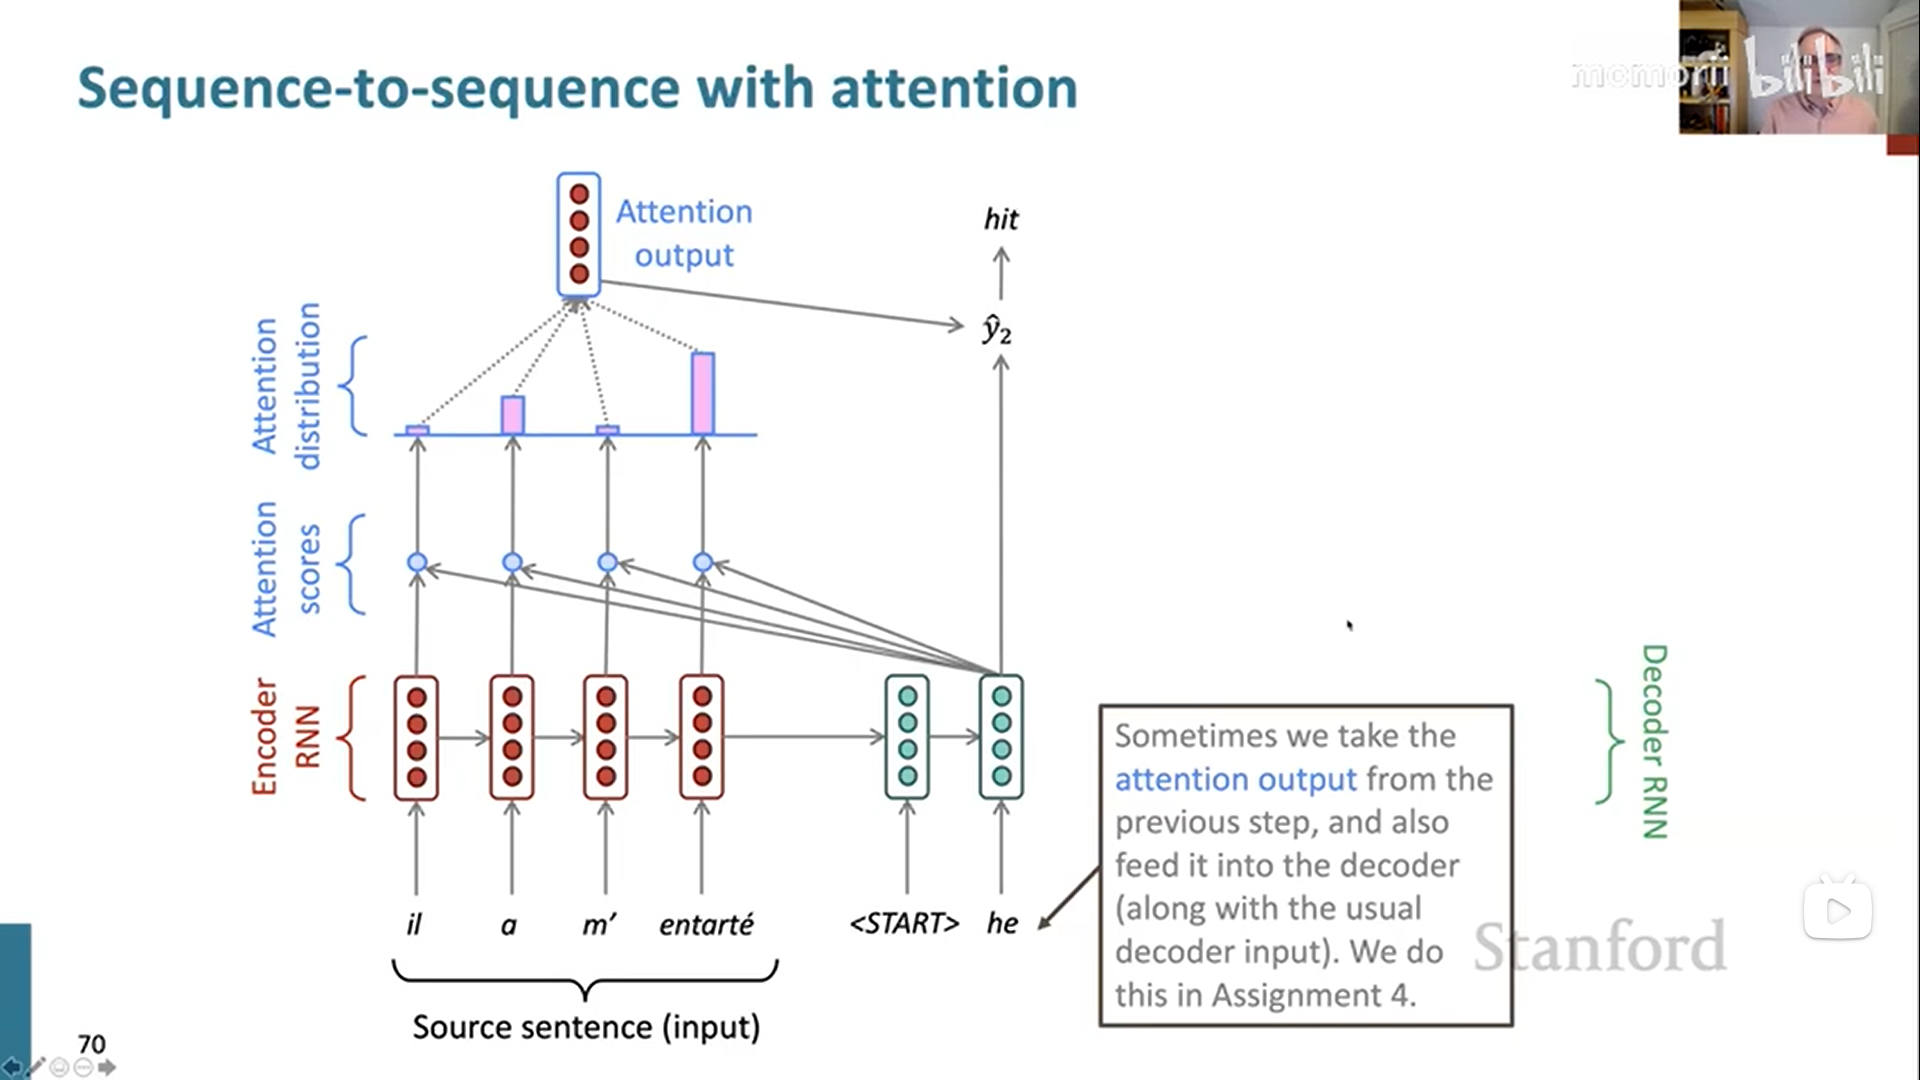 Sequence-to-sequence with attention
bilibili
Attention
output
hit
ŷ2
Attention
distribution
Attention
scores
Encoder
RNN
Decoder RNN
il a m’ entarté <START> he
Source sentence (input)
Sometimes we take the
attention output from the
previous step, and also
feed it into the decoder
(along with the usual
decoder input). We do
this in Assignment 4.
Stanford
70